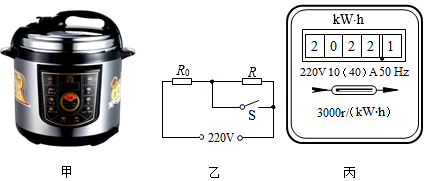 kW·h
2 0 2 2 1
220V 10(40)A 50 Hz
3000r/(kW·h)
R₀
R
S
220V
甲
乙
丙